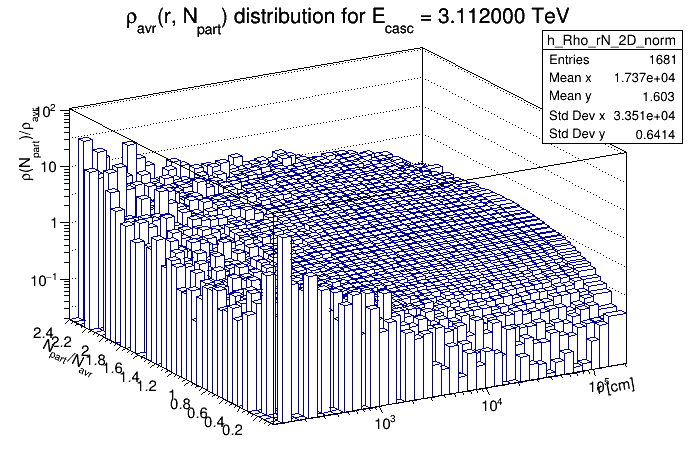 ρavr(r, Npart) distribution for Ecasc = 3.112000 TeV
h_Rho_rN_2D_norm
Entries 1681
Mean x 1.737e+04
Mean y 1.603
Std Dev x 3.351e+04
Std Dev y 0.6414
ρ(Npart)/ρavr
10²
10
1
10⁻¹
2.4 2.2 2 1.8 1.6 1.4 1.2 1 0.8 0.6 0.4 0.2
Npart/Navr
10³ 10⁴ 10⁵
ρ[cm]